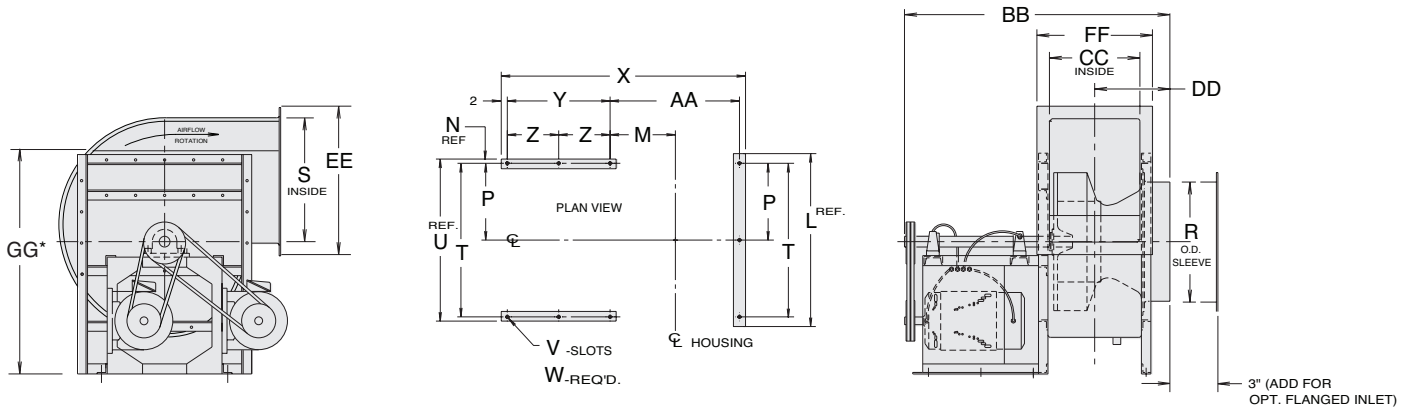 AIRFLOW
ROTATION
S
INSIDE
EE
GG*
X
2
Y
AA
N
REF
Z
Z
M
P
PLAN VIEW
P
L REF.
REF.
U
T
T
℄
V -SLOTS
W-REQ'D.
℄ HOUSING
BB
FF
CC
INSIDE
DD
R
O.D.
SLEEVE
3" (ADD FOR
OPT. FLANGED INLET)